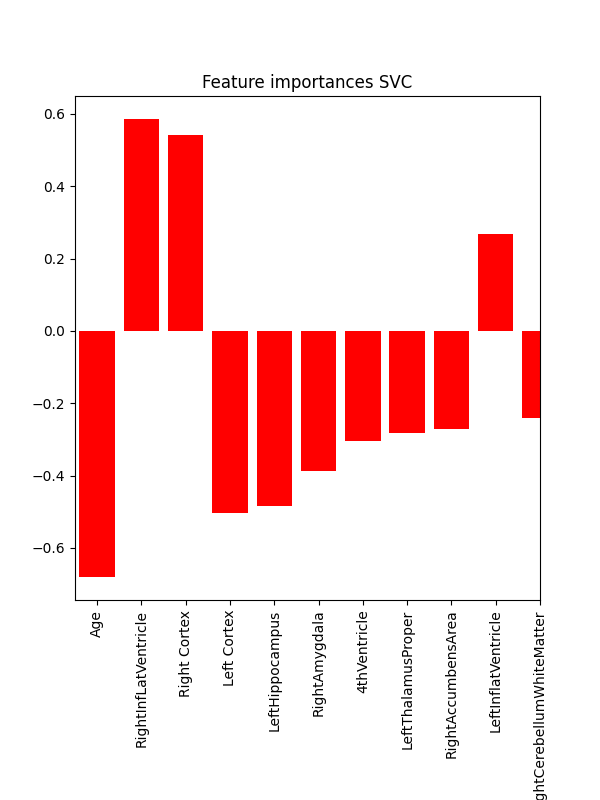 Feature importances SVC
0.6
0.4
0.2
0.0
−0.2
−0.4
−0.6
Age
RightInfLatVentricle
Right Cortex
Left Cortex
LeftHippocampus
RightAmygdala
4thVentricle
LeftThalamusProper
RightAccumbensArea
LeftInflatVentricle
ghtCerebellumWhiteMatter